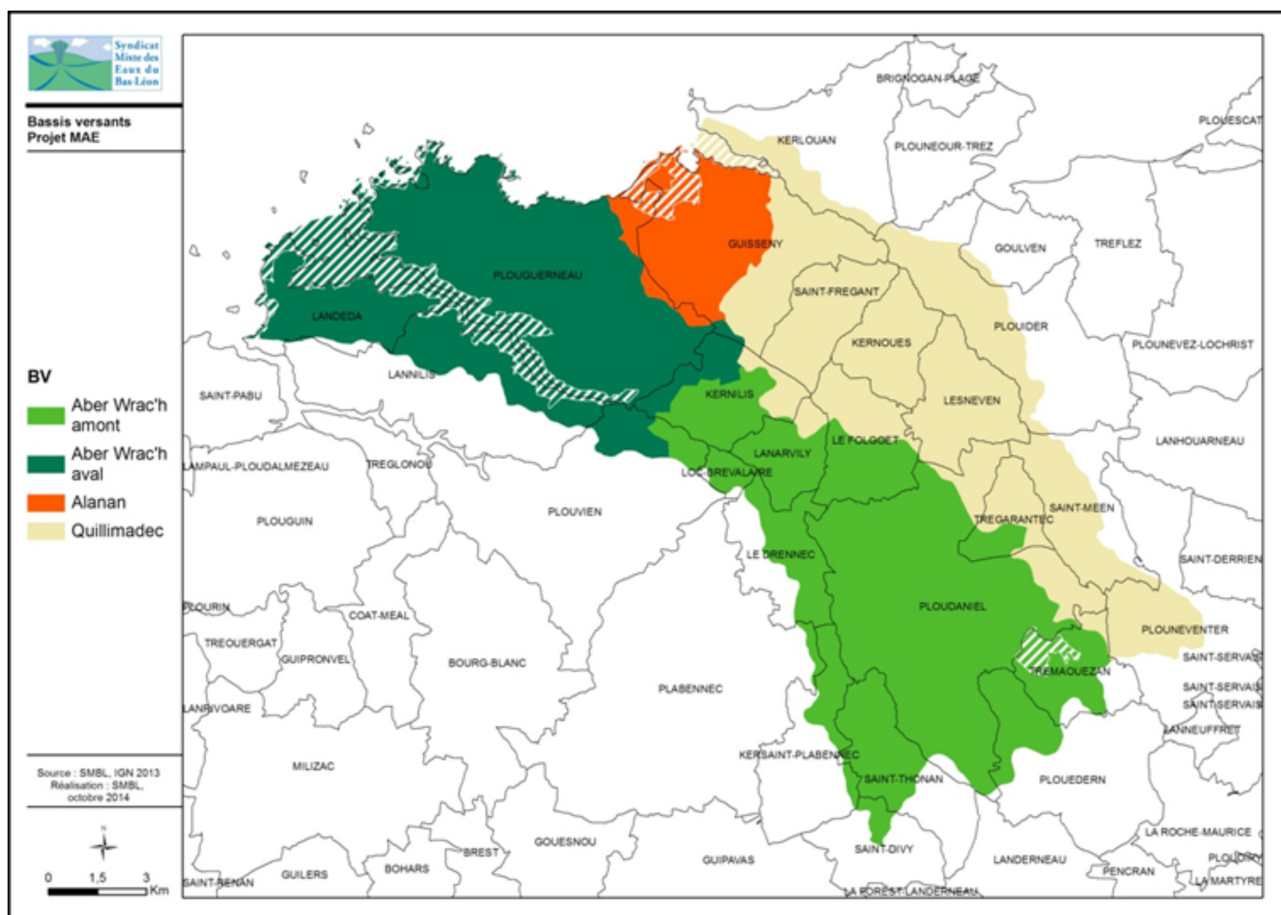 Syndicat
Mixte des
Eaux du
Bas-Léon
Bassis versants
Projet MAE
BV
Aber Wrac'h
amont
Aber Wrac'h
aval
Alanan
Quillimadec
Source : SMBL, IGN 2013
Réalisation : SMBL,
octobre 2014
N
0 1,5 3
Km
BRIGNOGAN-PLAGE
PLOUESCAT
KERLOUAN
PLOUNEOUR-TREZ
GUISSENY
GOULVEN
TREFLEZ
PLOUGUERNEAU
SAINT-FREGANT
LANDEDA
PLOUIDER
KERNOUES
PLOUNEVEZ-LOCHRIST
LANNILIS
SAINT-PABU
KERNILIS
LESNEVEN
LANHOUARNEAU
LE FOLGOET
LANARVILY
LAMPAUL-PLOUDALMEZEAU
TREGLONOU
LOC-BREVALAIRE
SAINT-MEEN
PLOUVIEN
TREGARANTEC
PLOUGUIN
LE DRENNEC
SAINT-DERRIEN
PLOUDANIEL
PLOURIN
COAT-MEAL
PLOUNEVENTER
TREOUERGAT
GUIPRONVEL
BOURG-BLANC
SAINT-SERVAIS
TREMAOUEZAN
PLABENNEC
SAINT-SERVAIS
SAINT-SERVAIS
LANRIVOARE
LANNEUFFRET
KERSAINT-PLABENNEC
MILIZAC
SAINT-THONAN
PLOUEDERN
LA ROCHE-MAURICE
GOUESNOU
SAINT-DIVY
BREST
GUIPAVAS
LANDERNEAU
PLOUDIRY
BOHARS
PENCRAN
GUILERS
SAINT-RENAN
LA MARTYRE
LA FOREST-LANDERNEAU